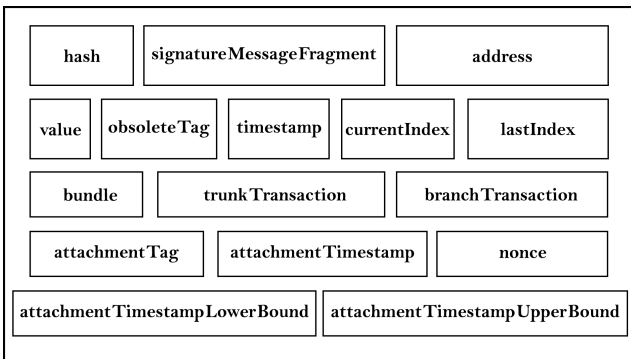 hash signatureMessageFragment address
value obsoleteTag timestamp currentIndex lastIndex
bundle trunkTransaction branchTransaction
attachmentTag attachmentTimestamp nonce
attachmentTimestampLowerBound attachmentTimestampUpperBound